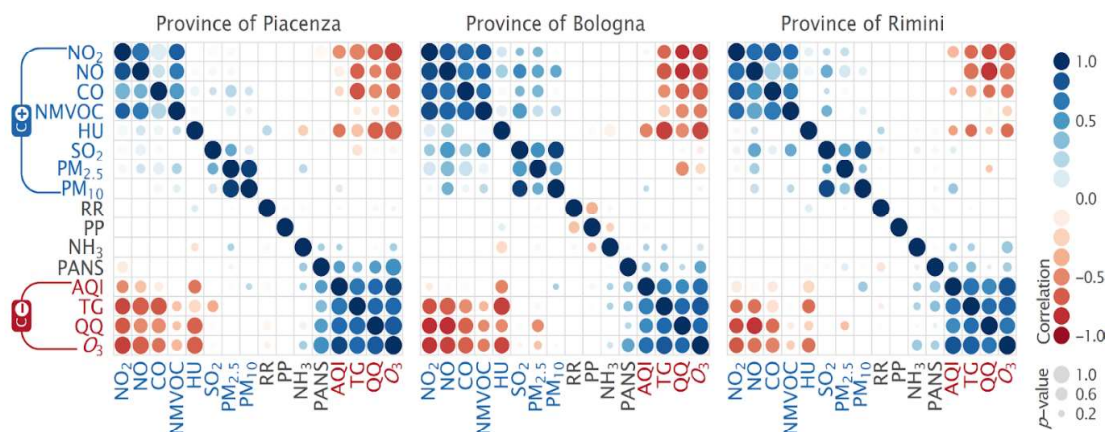 Province of Piacenza Province of Bologna Province of Rimini
NO₂
NO
CO
NMVOC
HU
SO₂
PM₂.₅
PM₁₀
RR
PP
NH₃
PANS
AQI
TG
QQ
O₃
C+
C−
NO₂ NO CO NMVOC HU SO₂ PM₂.₅ PM₁₀ RR PP NH₃ PANS AQI TG QQ O₃
NO₂ NO CO NMVOC HU SO₂ PM₂.₅ PM₁₀ RR PP NH₃ PANS AQI TG QQ O₃
NO₂ NO CO NMVOC HU SO₂ PM₂.₅ PM₁₀ RR PP NH₃ PANS AQI TG QQ O₃
Correlation
1.0
0.5
0.0
−0.5
−1.0
p-value
1.0
0.6
0.2